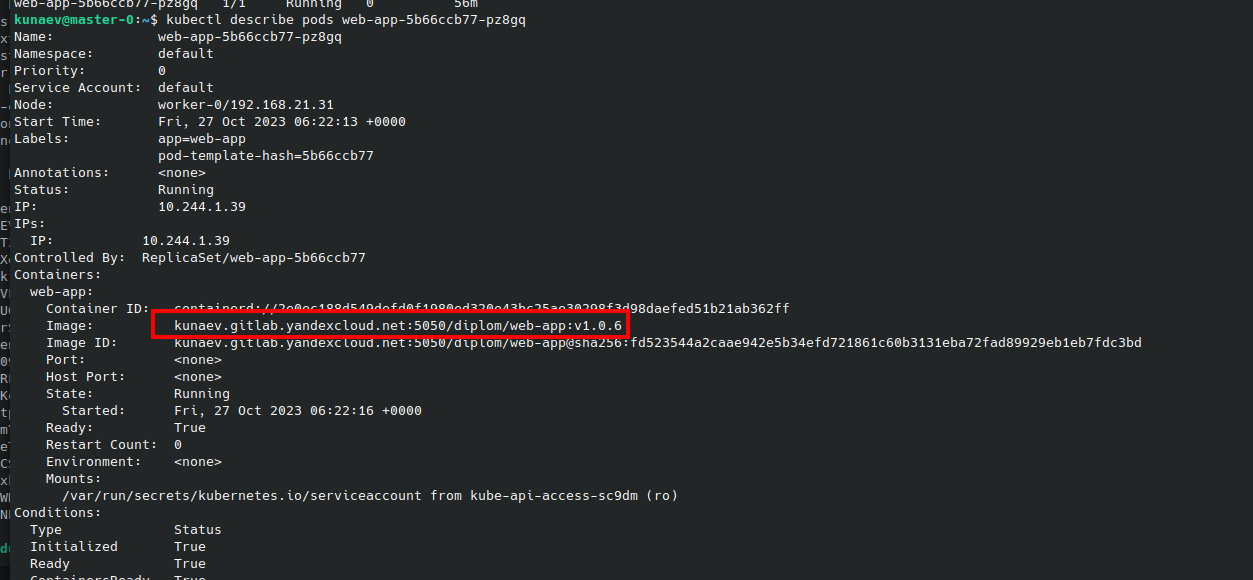 web-app-5b66ccb77-pz8gq   1/1     Running   0          56m
kunaev@master-0:~$ kubectl describe pods web-app-5b66ccb77-pz8gq
Name:             web-app-5b66ccb77-pz8gq
Namespace:        default
Priority:         0
Service Account:  default
Node:             worker-0/192.168.21.31
Start Time:       Fri, 27 Oct 2023 06:22:13 +0000
Labels:           app=web-app
                  pod-template-hash=5b66ccb77
Annotations:      <none>
Status:           Running
IP:               10.244.1.39
IPs:
  IP:           10.244.1.39
Controlled By:  ReplicaSet/web-app-5b66ccb77
Containers:
  web-app:
    Container ID:
    Image:          kunaev.gitlab.yandexcloud.net:5050/diplom/web-app:v1.0.6
    Image ID:       kunaev.gitlab.yandexcloud.net:5050/diplom/web-app@sha256:fd523544a2caae942e5b34efd721861c60b3131eba72fad89929eb1eb7fdc3bd
    Port:           <none>
    Host Port:      <none>
    State:          Running
      Started:      Fri, 27 Oct 2023 06:22:16 +0000
    Ready:          True
    Restart Count:  0
    Environment:    <none>
    Mounts:
      /var/run/secrets/kubernetes.io/serviceaccount from kube-api-access-sc9dm (ro)
Conditions:
  Type              Status
  Initialized       True
  Ready             True
  ContainersReady   True